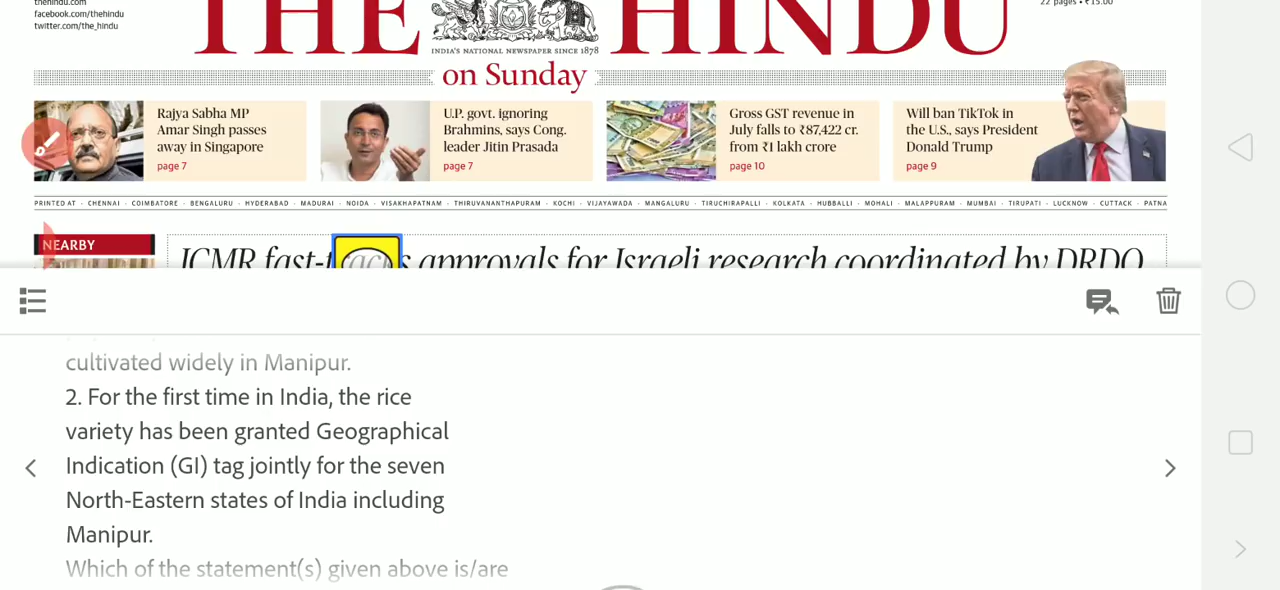 thehindu.com
facebook.com/thehindu
twitter.com/the_hindu
22 pages • ₹15.00
THE HINDU
INDIA'S NATIONAL NEWSPAPER SINCE 1878
on Sunday
Rajya Sabha MP
Amar Singh passes
away in Singapore
page 7
U.P. govt. ignoring
Brahmins, says Cong.
leader Jitin Prasada
page 7
Gross GST revenue in
July falls to ₹87,422 cr.
from ₹1 lakh crore
page 10
Will ban TikTok in
the U.S., says President
Donald Trump
page 9
PRINTED AT · CHENNAI · COIMBATORE · BENGALURU · HYDERABAD · MADURAI · NOIDA · VISAKHAPATNAM · THIRUVANANTHAPURAM · KOCHI · VIJAYAWADA · MANGALURU · TIRUCHIRAPALLI · KOLKATA · HUBBALLI · MOHALI · MALAPPURAM · MUMBAI · TIRUPATI · LUCKNOW · CUTTACK · PATNA
NEARBY
ICMR fast-tracks approvals for Israeli research coordinated by DRDO
cultivated widely in Manipur.
2. For the first time in India, the rice
variety has been granted Geographical
Indication (GI) tag jointly for the seven
North-Eastern states of India including
Manipur.
Which of the statement(s) given above is/are